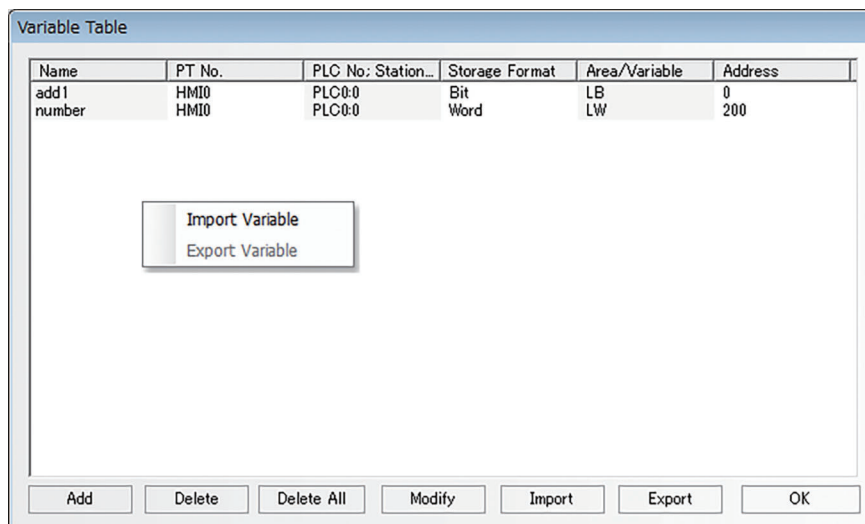 Variable Table
Name PT No. PLC No; Station... Storage Format Area/Variable Address
add1 HMI0 PLC0:0 Bit LB 0
number HMI0 PLC0:0 Word LW 200
Import Variable
Export Variable
Add Delete Delete All Modify Import Export OK